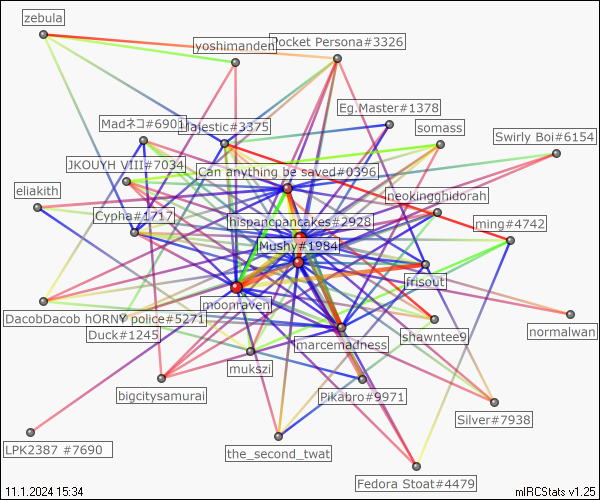 zebula
yoshimanden
Pocket Persona#3326
Eg.Master#1378
Madネコ#6901
Majestic#3375
somass
Swirly Boi#6154
JKOUYH VIII#7034
Can anything be saved#0396
eliakith
neokingghidorah
Cypha#1717
hispancpancakes#2928
ming#4742
Mushy#1984
frisout
moonraven
DacobDacob hORNY police#5271
Duck#1245
marcemadness
shawntee9
normalwan
mukszi
bigcitysamurai
Pikabro#9971
Silver#7938
LPK2387 #7690
the_second_twat
Fedora Stoat#4479
11.1.2024 15:34
mIRCStats v1.25